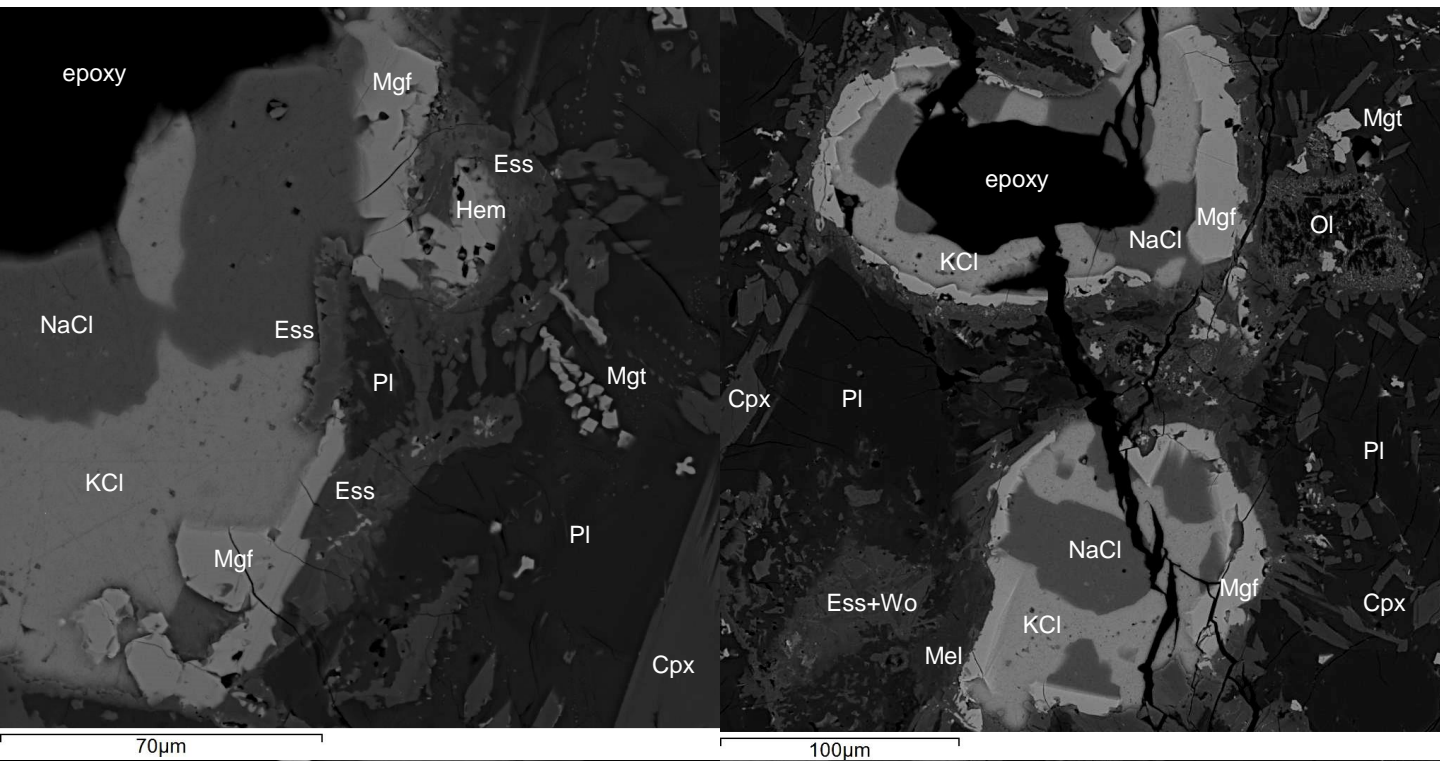 epoxy
Mgf
Ess
Hem
NaCl
Ess
Pl
Mgt
KCl
Ess
Mgf
Pl
Cpx
70µm
Mgt
epoxy
Mgf
Ol
NaCl
KCl
Cpx
Pl
Pl
NaCl
Mgf
Ess+Wo
Cpx
KCl
Mel
100µm